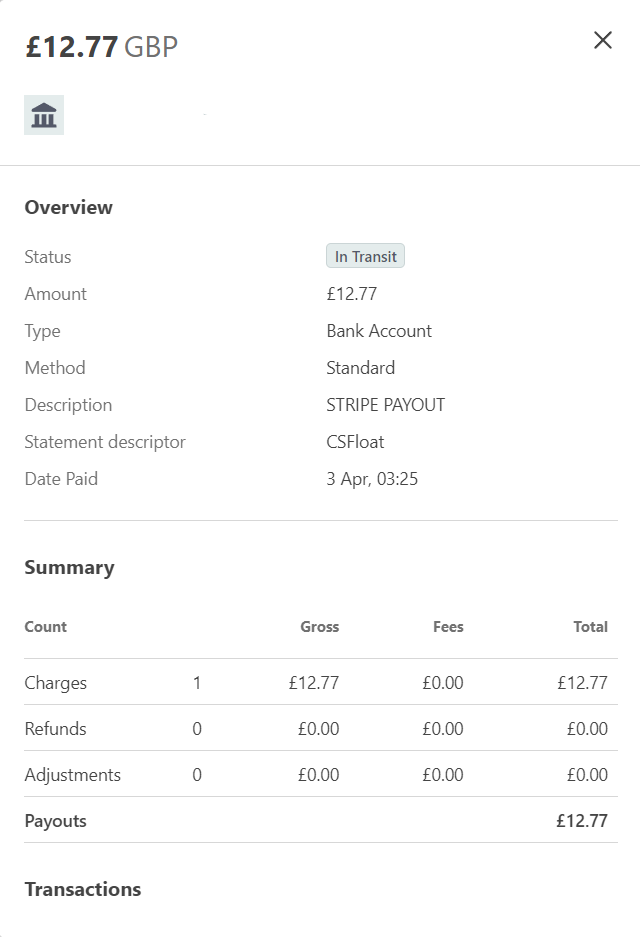 £12.77 GBP
Overview
Status In Transit
Amount £12.77
Type Bank Account
Method Standard
Description STRIPE PAYOUT
Statement descriptor CSFloat
Date Paid 3 Apr, 03:25
Summary
Count Gross Fees Total
Charges 1 £12.77 £0.00 £12.77
Refunds 0 £0.00 £0.00 £0.00
Adjustments 0 £0.00 £0.00 £0.00
Payouts £12.77
Transactions